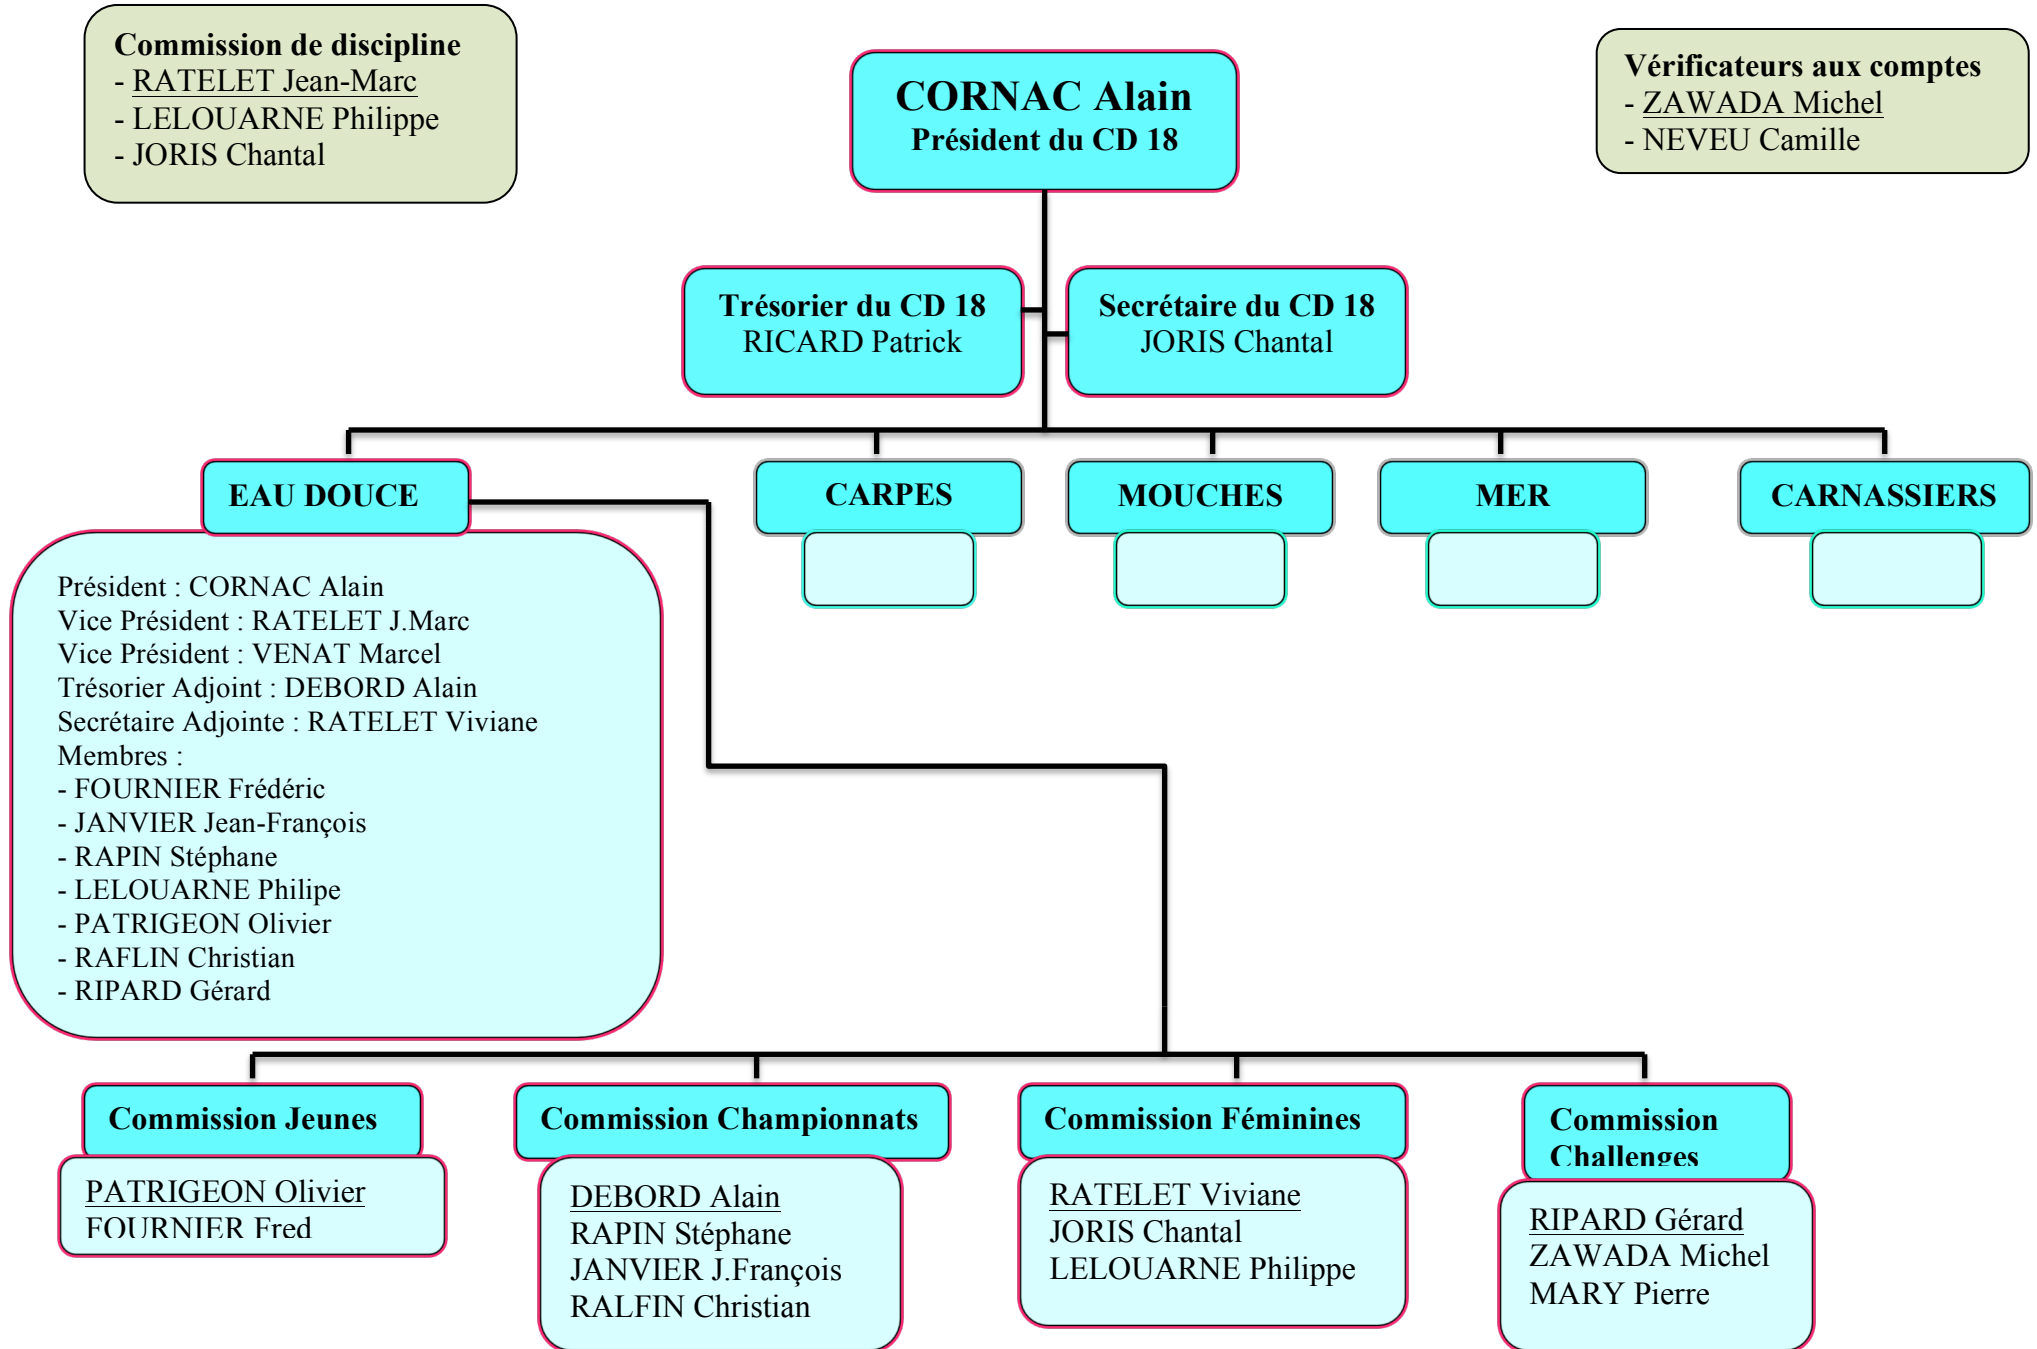 Commission de discipline
- RATELET Jean-Marc
- LELOUARNE Philippe
- JORIS Chantal
CORNAC Alain
Président du CD 18
Vérificateurs aux comptes
- ZAWADA Michel
- NEVEU Camille
Trésorier du CD 18
RICARD Patrick
Secrétaire du CD 18
JORIS Chantal
EAU DOUCE
CARPES
MOUCHES
MER
CARNASSIERS
Président : CORNAC Alain
Vice Président : RATELET J.Marc
Vice Président : VENAT Marcel
Trésorier Adjoint : DEBORD Alain
Secrétaire Adjointe : RATELET Viviane
Membres :
- FOURNIER Frédéric
- JANVIER Jean-François
- RAPIN Stéphane
- LELOUARNE Philipe
- PATRIGEON Olivier
- RAFLIN Christian
- RIPARD Gérard
Commission Jeunes
PATRIGEON Olivier
FOURNIER Fred
Commission Championnats
DEBORD Alain
RAPIN Stéphane
JANVIER J.François
RALFIN Christian
Commission Féminines
RATELET Viviane
JORIS Chantal
LELOUARNE Philippe
Commission
Challenges
RIPARD Gérard
ZAWADA Michel
MARY Pierre